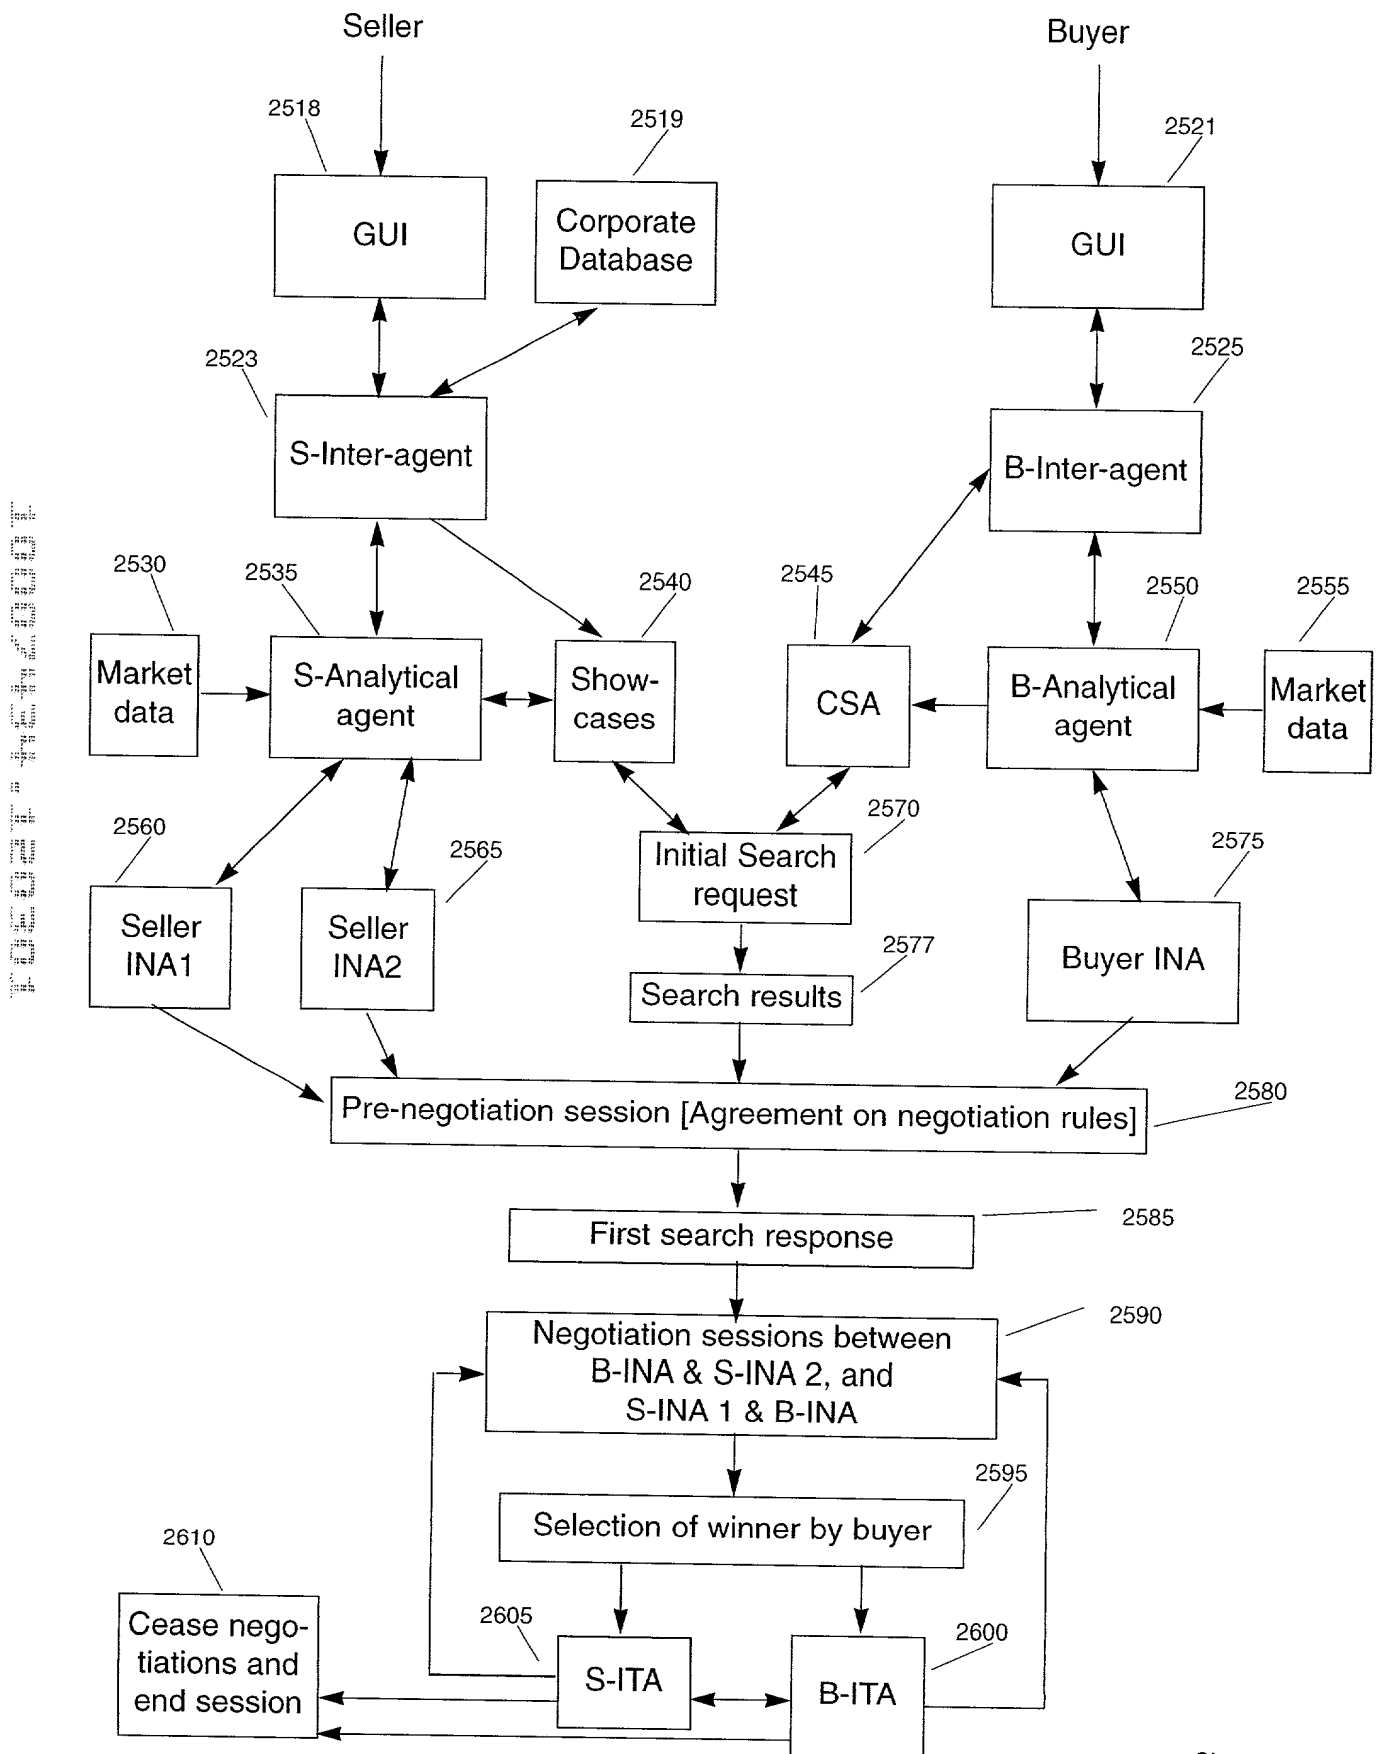 Seller
Buyer
2518
2519
2521
GUI
Corporate
Database
GUI
2523
2525
S-Inter-agent
B-Inter-agent
2530
2535
2540
2545
2550
2555
Market
data
S-Analytical
agent
Show-
cases
CSA
B-Analytical
agent
Market
data
2560
2565
2570
2575
Initial Search
request
Seller
INA1
Seller
INA2
2577
Buyer INA
Search results
2580
Pre-negotiation session [Agreement on negotiation rules]
2585
First search response
2590
Negotiation sessions between
B-INA & S-INA 2, and
S-INA 1 & B-INA
2595
Selection of winner by buyer
2610
2605
2600
Cease nego-
tiations and
end session
S-ITA
B-ITA